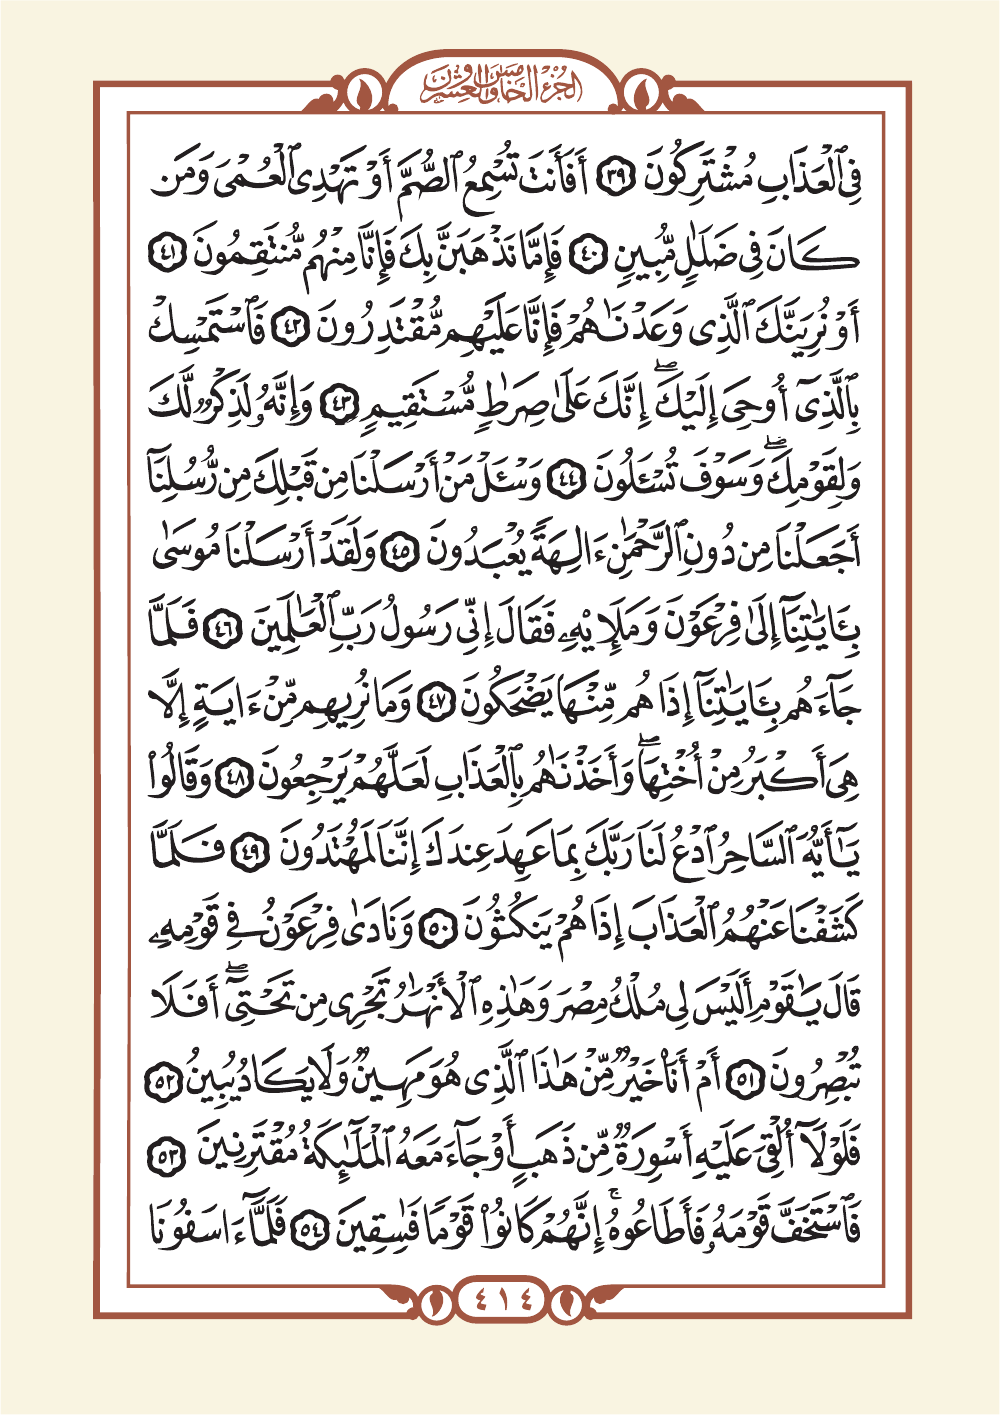 الجزء الخامس والعشرون
فِي ٱلْعَذَابِ مُشْتَرِكُونَ ٣٩ أَفَأَنتَ تُسْمِعُ ٱلصُّمَّ أَوْ تَهْدِى ٱلْعُمْىَ وَمَن
كَانَ فِى ضَلَٰلٍ مُّبِينٍ ٤٠ فَإِمَّا نَذْهَبَنَّ بِكَ فَإِنَّا مِنْهُم مُّنتَقِمُونَ ٤١
أَوْ نُرِيَنَّكَ ٱلَّذِى وَعَدْنَٰهُمْ فَإِنَّا عَلَيْهِم مُّقْتَدِرُونَ ٤٢ فَٱسْتَمْسِكْ
بِٱلَّذِىٓ أُوحِىَ إِلَيْكَ ۖ إِنَّكَ عَلَىٰ صِرَٰطٍ مُّسْتَقِيمٍ ٤٣ وَإِنَّهُۥ لَذِكْرٌ لَّكَ
وَلِقَوْمِكَ ۖ وَسَوْفَ تُسْـَٔلُونَ ٤٤ وَسْـَٔلْ مَنْ أَرْسَلْنَا مِن قَبْلِكَ مِن رُّسُلِنَآ
أَجَعَلْنَا مِن دُونِ ٱلرَّحْمَٰنِ ءَالِهَةً يُعْبَدُونَ ٤٥ وَلَقَدْ أَرْسَلْنَا مُوسَىٰ
بِـَٔايَٰتِنَآ إِلَىٰ فِرْعَوْنَ وَمَلَإِي۟هِۦ فَقَالَ إِنِّى رَسُولُ رَبِّ ٱلْعَٰلَمِينَ ٤٦ فَلَمَّا
جَآءَهُم بِـَٔايَٰتِنَآ إِذَا هُم مِّنْهَا يَضْحَكُونَ ٤٧ وَمَا نُرِيهِم مِّنْ ءَايَةٍ إِلَّا
هِىَ أَكْبَرُ مِنْ أُخْتِهَا ۖ وَأَخَذْنَٰهُم بِٱلْعَذَابِ لَعَلَّهُمْ يَرْجِعُونَ ٤٨ وَقَالُوا۟
يَٰٓأَيُّهَ ٱلسَّاحِرُ ٱدْعُ لَنَا رَبَّكَ بِمَا عَهِدَ عِندَكَ إِنَّنَا لَمُهْتَدُونَ ٤٩ فَلَمَّا
كَشَفْنَا عَنْهُمُ ٱلْعَذَابَ إِذَا هُمْ يَنكُثُونَ ٥٠ وَنَادَىٰ فِرْعَوْنُ فِى قَوْمِهِۦ
قَالَ يَٰقَوْمِ أَلَيْسَ لِى مُلْكُ مِصْرَ وَهَٰذِهِ ٱلْأَنْهَٰرُ تَجْرِى مِن تَحْتِىٓ ۖ أَفَلَا
تُبْصِرُونَ ٥١ أَمْ أَنَا۠ خَيْرٌ مِّنْ هَٰذَا ٱلَّذِى هُوَ مَهِينٌ وَلَا يَكَادُ يُبِينُ ٥٢
فَلَوْلَآ أُلْقِىَ عَلَيْهِ أَسْوِرَةٌ مِّن ذَهَبٍ أَوْ جَآءَ مَعَهُ ٱلْمَلَٰٓئِكَةُ مُقْتَرِنِينَ ٥٣
فَٱسْتَخَفَّ قَوْمَهُۥ فَأَطَاعُوهُ ۚ إِنَّهُمْ كَانُوا۟ قَوْمًا فَٰسِقِينَ ٥٤ فَلَمَّآ ءَاسَفُونَا
٤١٤